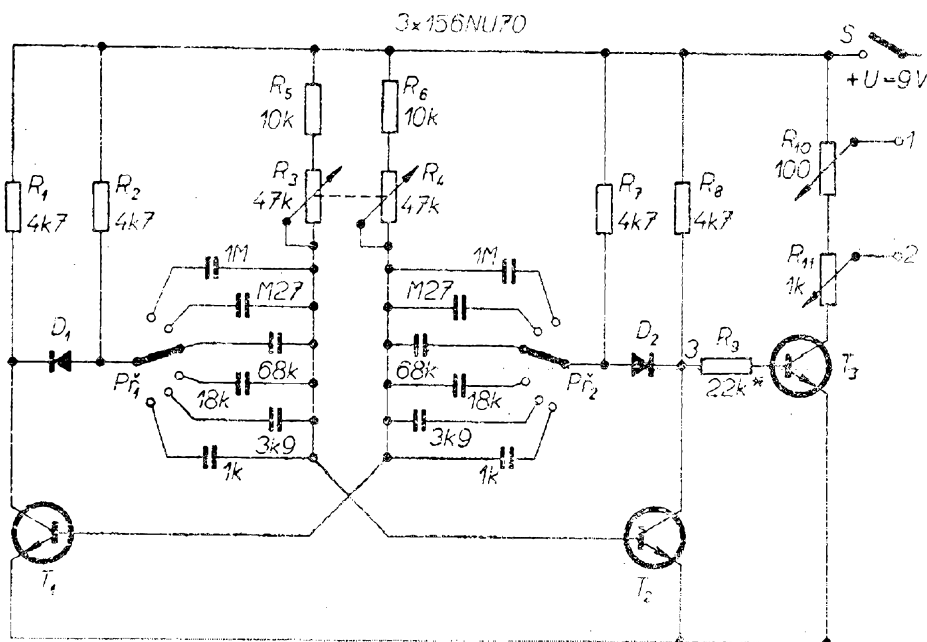 3x156NU70
S
+U=9V
R5
10k
R6
10k
R10
100
1
R1
4k7
R2
4k7
R3
47k
R4
47k
R7
4k7
R8
4k7
R11
1k
2
1M
1M
M27
M27
D1
D2
3
R9
22k*
T3
Př1
68k
68k
Př2
18k
18k
3k9
3k9
1k
1k
T1
T2